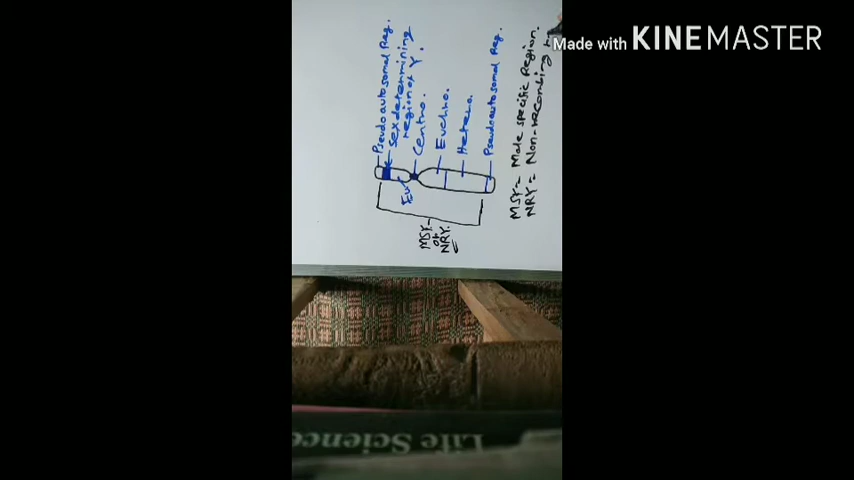 Made with KINEMASTER
Pseudoautosomal Reg.
Sex determining
region of Y.
Eu
Centro.
Euchro.
Hetero.
Pseudoautosomal Reg.
MSY
or
NRY.
MSY = Male specific Region.
NRY = Non-recombing
Life Science